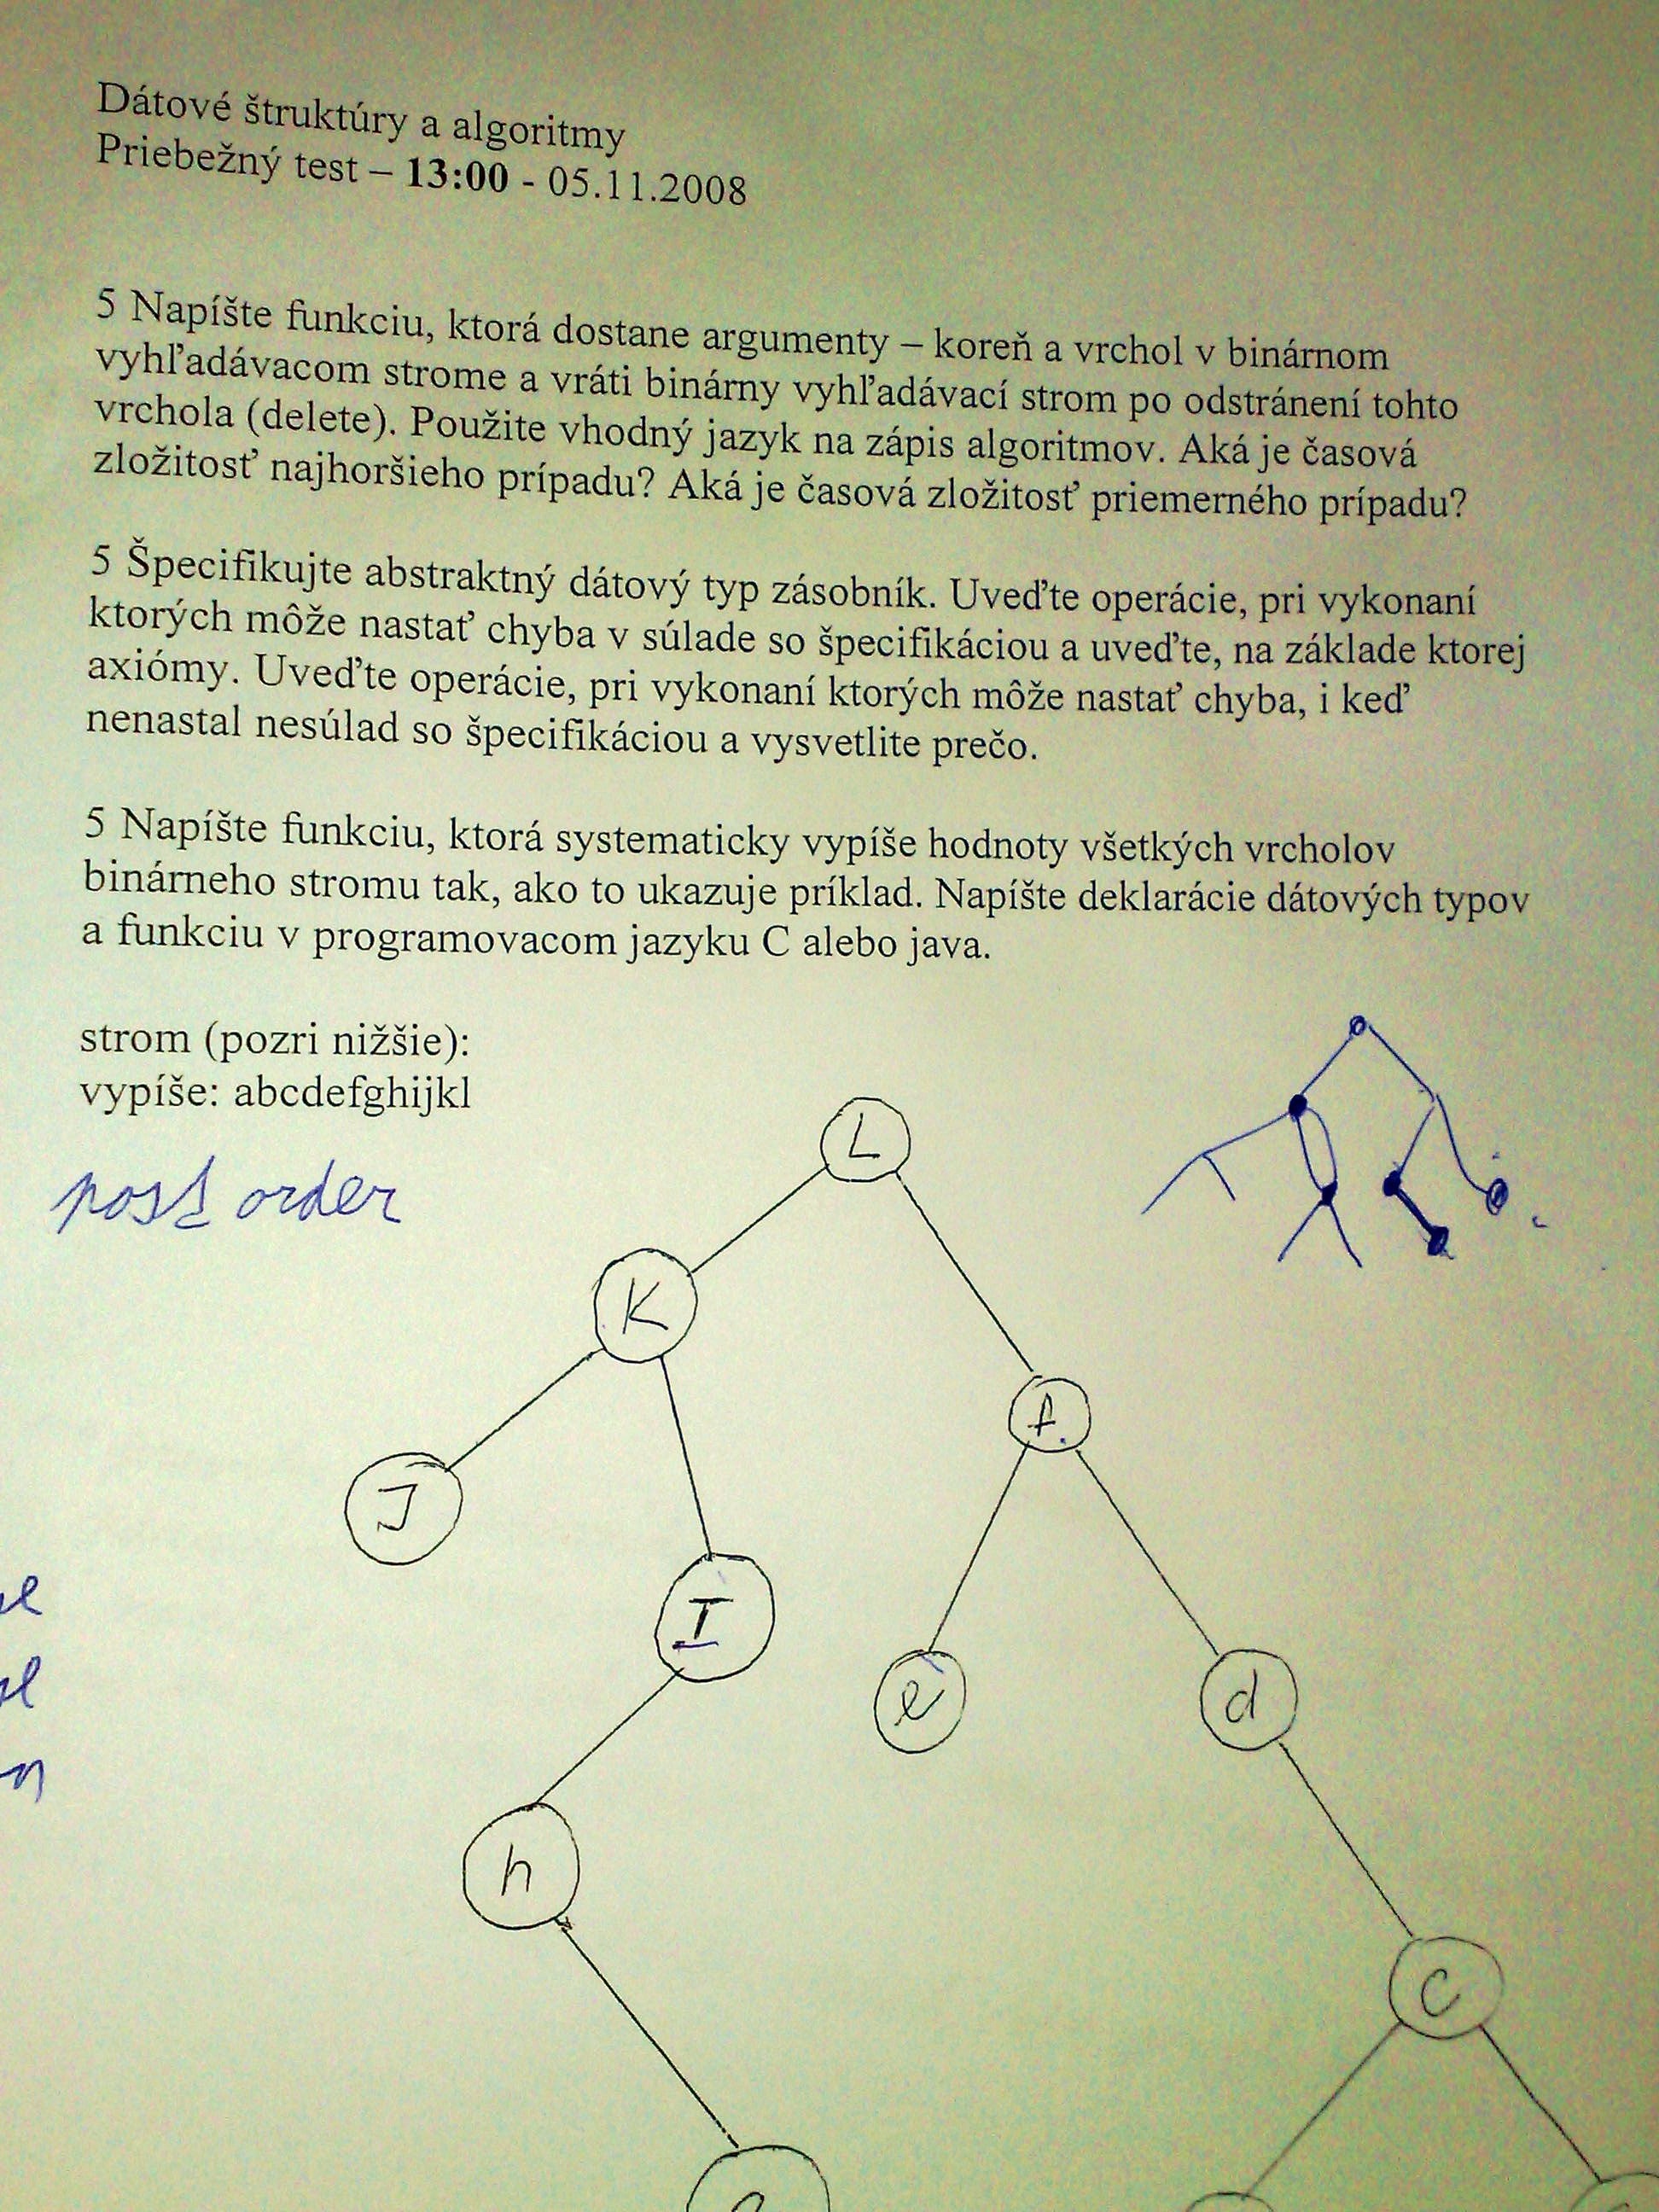 Dátové štruktúry a algoritmy
Priebežný test – 13:00 - 05.11.2008
5 Napíšte funkciu, ktorá dostane argumenty – koreň a vrchol v binárnom
vyhľadávacom strome a vráti binárny vyhľadávací strom po odstránení tohto
vrchola (delete). Použite vhodný jazyk na zápis algoritmov. Aká je časová
zložitosť najhoršieho prípadu? Aká je časová zložitosť priemerného prípadu?
5 Špecifikujte abstraktný dátový typ zásobník. Uveďte operácie, pri vykonaní
ktorých môže nastať chyba v súlade so špecifikáciou a uveďte, na základe ktorej
axiómy. Uveďte operácie, pri vykonaní ktorých môže nastať chyba, i keď
nenastal nesúlad so špecifikáciou a vysvetlite prečo.
5 Napíšte funkciu, ktorá systematicky vypíše hodnoty všetkých vrcholov
binárneho stromu tak, ako to ukazuje príklad. Napíšte deklarácie dátových typov
a funkciu v programovacom jazyku C alebo java.
strom (pozri nižšie):
vypíše: abcdefghijkl
post order
L
K
f
J
I
e
d
h
C